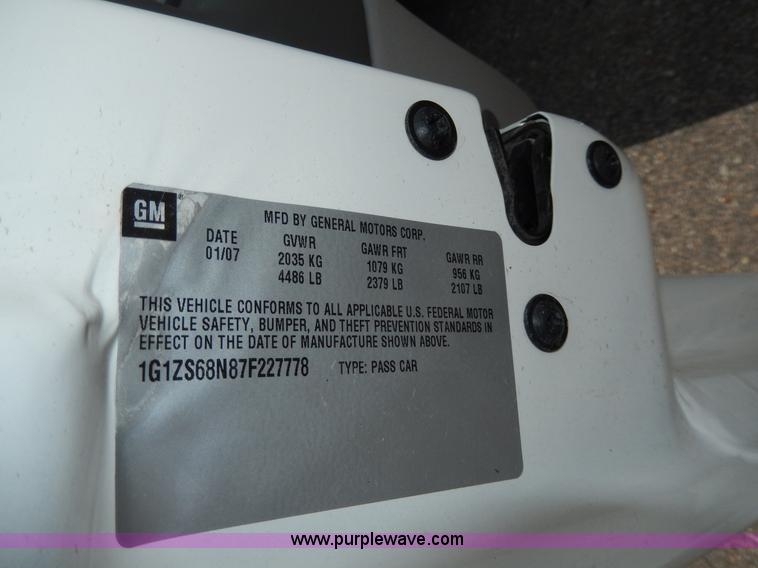 GM
MFD BY GENERAL MOTORS CORP.
DATE GVWR GAWR FRT GAWR RR
01/07 2035 KG 1079 KG 956 KG
4486 LB 2379 LB 2107 LB
THIS VEHICLE CONFORMS TO ALL APPLICABLE U.S. FEDERAL MOTOR
VEHICLE SAFETY, BUMPER, AND THEFT PREVENTION STANDARDS IN
EFFECT ON THE DATE OF MANUFACTURE SHOWN ABOVE.
1G1ZS68N87F227778 TYPE: PASS CAR
www.purplewave.com